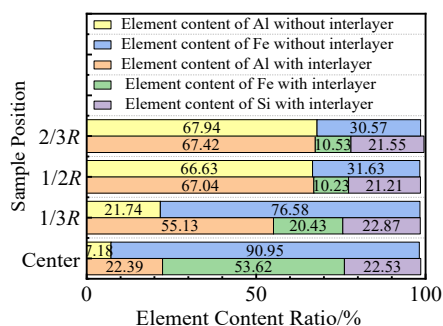 Element content of Al without interlayer
Element content of Fe without interlayer
Element content of Al with interlayer
Element content of Fe with interlayer
Element content of Si with interlayer
Sample Position
2/3R
67.94 30.57
67.42 10.53 21.55
1/2R
66.63 31.63
67.04 10.23 21.21
1/3R
21.74 76.58
55.13 20.43 22.87
Center
7.18 90.95
22.39 53.62 22.53
0 50 100
Element Content Ratio/%